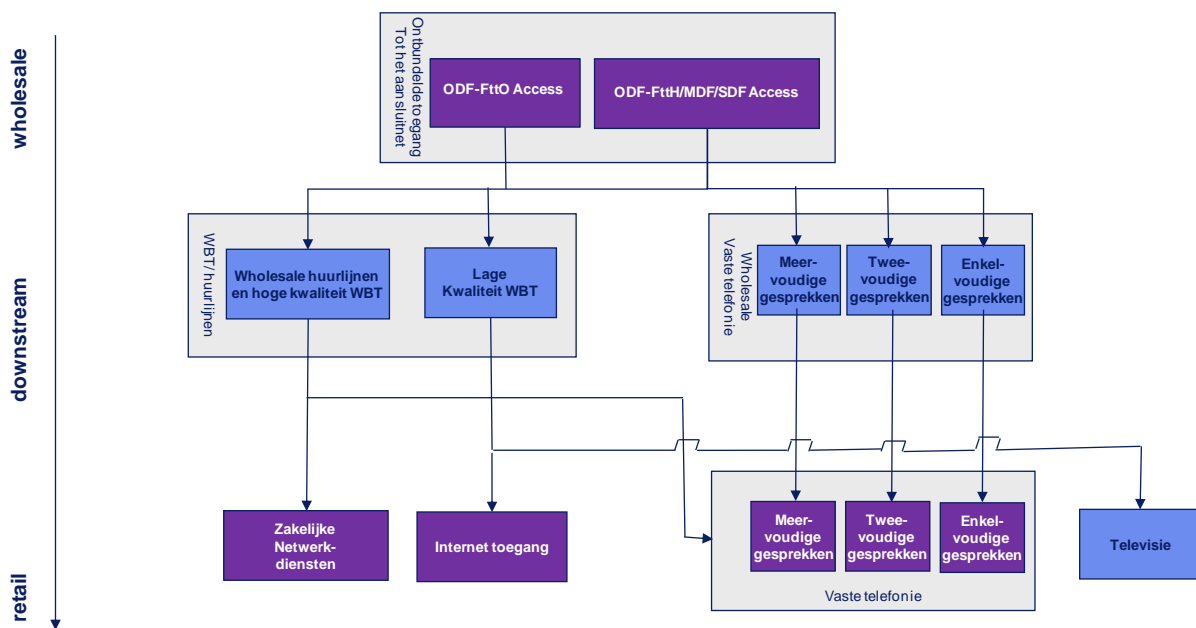 wholesale
Ontbundelde toegang
Tot het aansluitnet
ODF-FttO Access
ODF-FttH/MDF/SDF Access
downstream
WBT/ huurlijnen
Wholesale huurlijnen
en hoge kwaliteit WBT
Lage
Kwaliteit WBT
Wholesale
Vaste telefonie
Meer-
voudige
gesprekken
Twee-
voudige
gesprekken
Enkel-
voudige
gesprekken
retail
Zakelijke
Netwerk-
diensten
Internet toegang
Meer-
voudige
gesprekken
Twee-
voudige
gesprekken
Enkel-
voudige
gesprekken
Vaste telefonie
Televisie